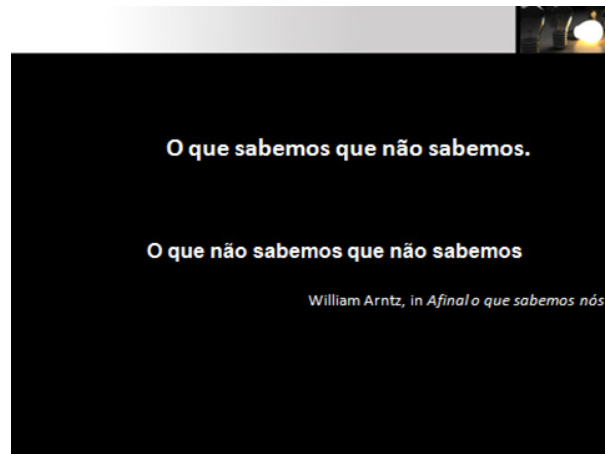 O que sabemos que não sabemos.
O que não sabemos que não sabemos
William Arntz, in Afinal o que sabemos nós